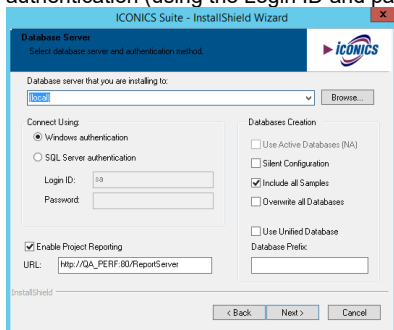 authentication (using the Login ID and pa
ICONICS Suite - InstallShield Wizard
x
Database Server
Select database server and authentication method.
ICONICS
Database server that you are installing to:
(local)
Browse...
Connect Using:
Windows authentication
SQL Server authentication
Login ID:
sa
Password:
Databases Creation
Use Active Databases (NA)
Silent Configuration
Include all Samples
Overwrite all Databases
Use Unified Database
Database Prefix:
Enable Project Reporting
URL:
http://QA_PERF:80/ReportServer
InstallShield
< Back
Next >
Cancel